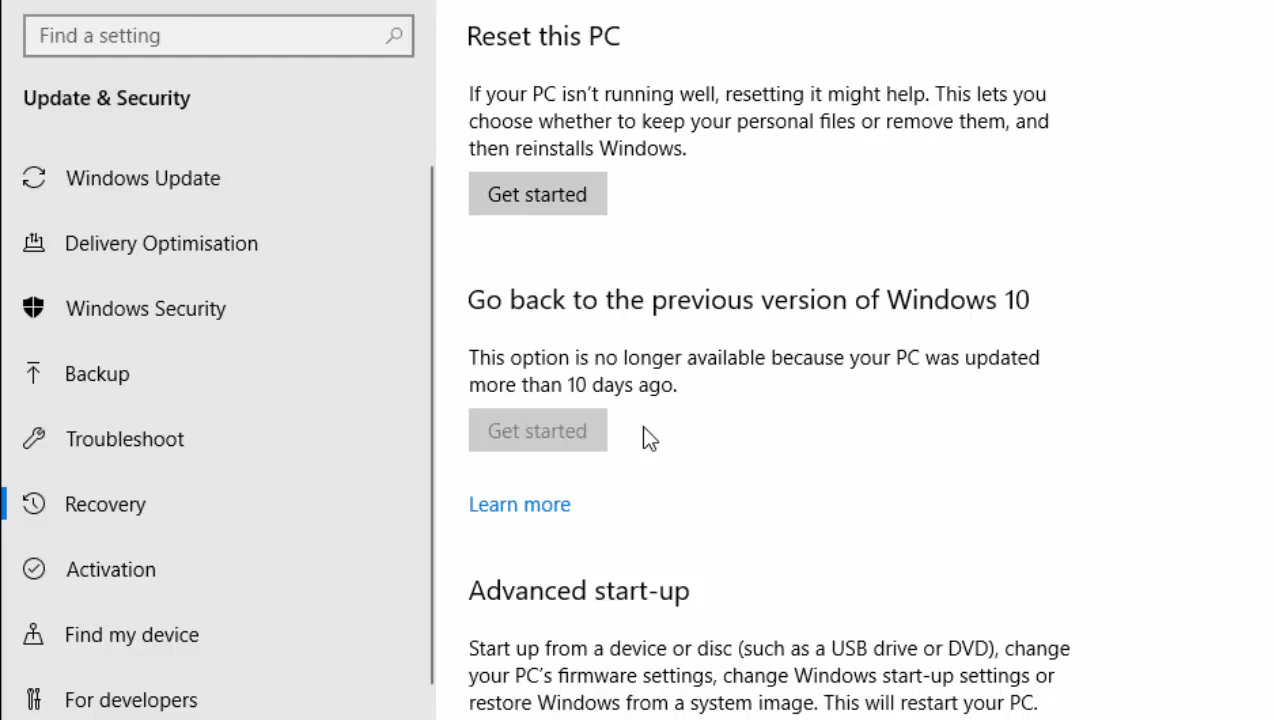 Find a setting
Update & Security
Windows Update
Delivery Optimisation
Windows Security
Backup
Troubleshoot
Recovery
Activation
Find my device
For developers
Reset this PC
If your PC isn't running well, resetting it might help. This lets you
choose whether to keep your personal files or remove them, and
then reinstalls Windows.
Get started
Go back to the previous version of Windows 10
This option is no longer available because your PC was updated
more than 10 days ago.
Get started
Learn more
Advanced start-up
Start up from a device or disc (such as a USB drive or DVD), change
your PC's firmware settings, change Windows start-up settings or
restore Windows from a system image. This will restart your PC.